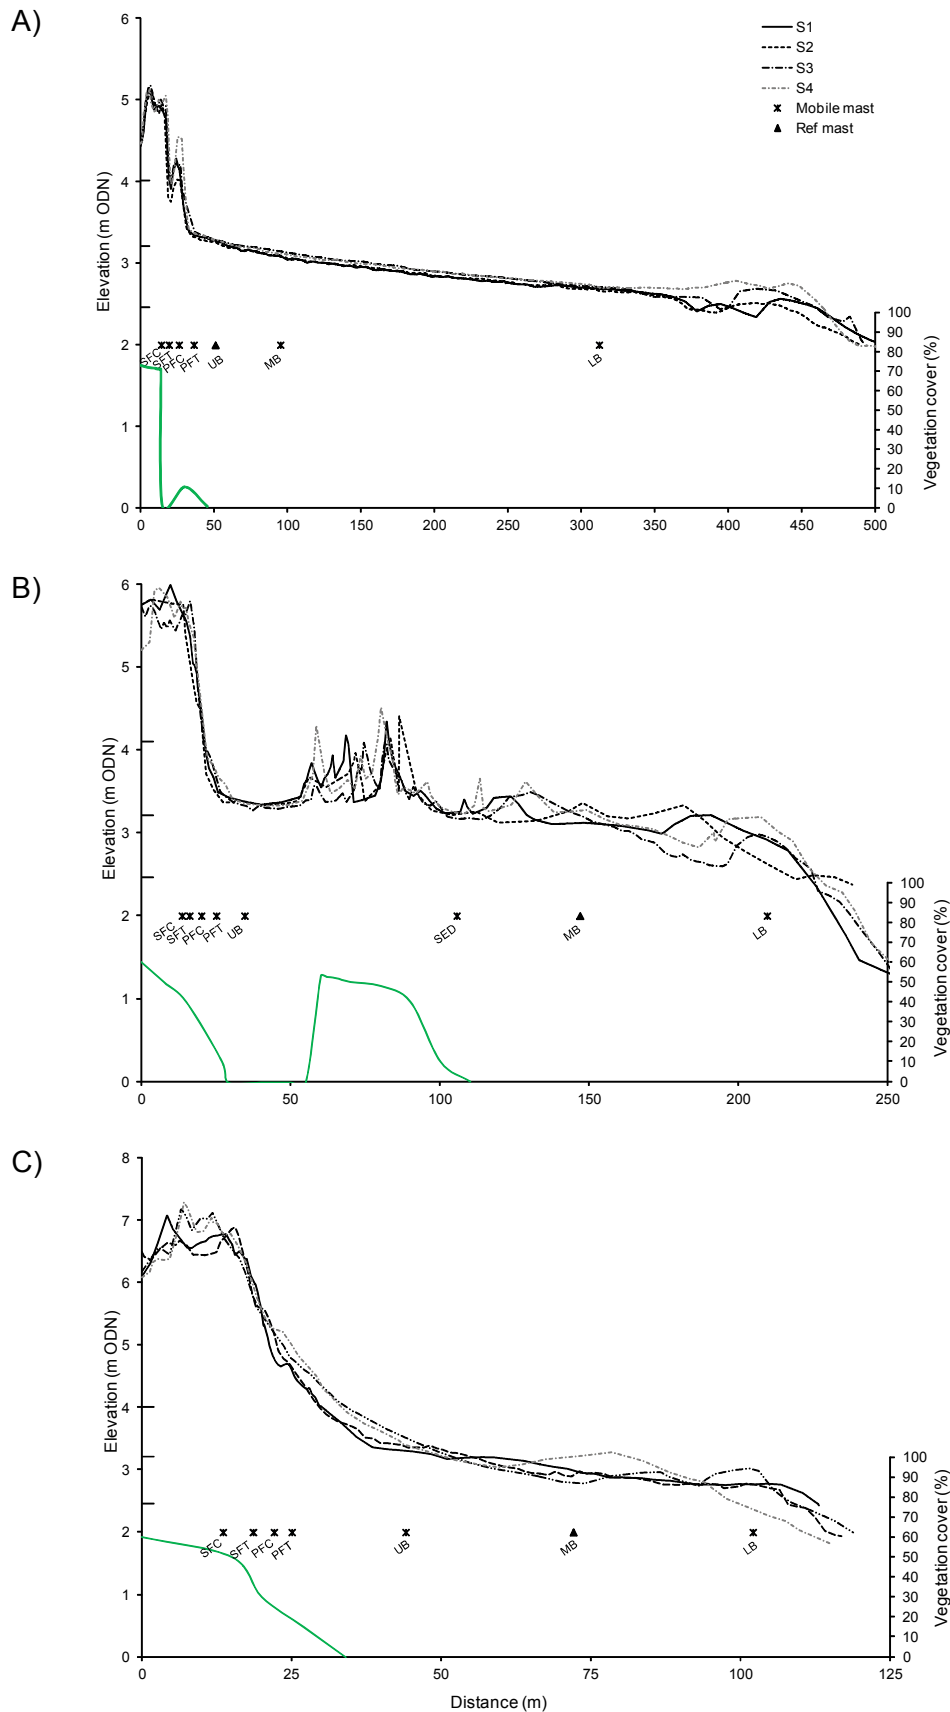 A)
S1
S2
S3
S4
Mobile mast
Ref mast
Elevation (m ODN)
6
5
4
3
2
1
0
SFC
SFT
PFC
PFT
UB
MB
LB
100
90
80
70
60
50
40
30
20
10
0
Vegetation cover (%)
0 50 100 150 200 250 300 350 400 450 500
B)
Elevation (m ODN)
6
5
4
3
2
1
0
SFC
SFT
PFC
PFT
UB
SED
MB
LB
100
90
80
70
60
50
40
30
20
10
0
Vegetation cover (%)
0 50 100 150 200 250
C)
Elevation (m ODN)
8
7
6
5
4
3
2
1
0
SFC
SFT
PFC
PFT
UB
MB
LB
100
90
80
70
60
50
40
30
20
10
0
Vegetation cover (%)
0 25 50 75 100 125
Distance (m)